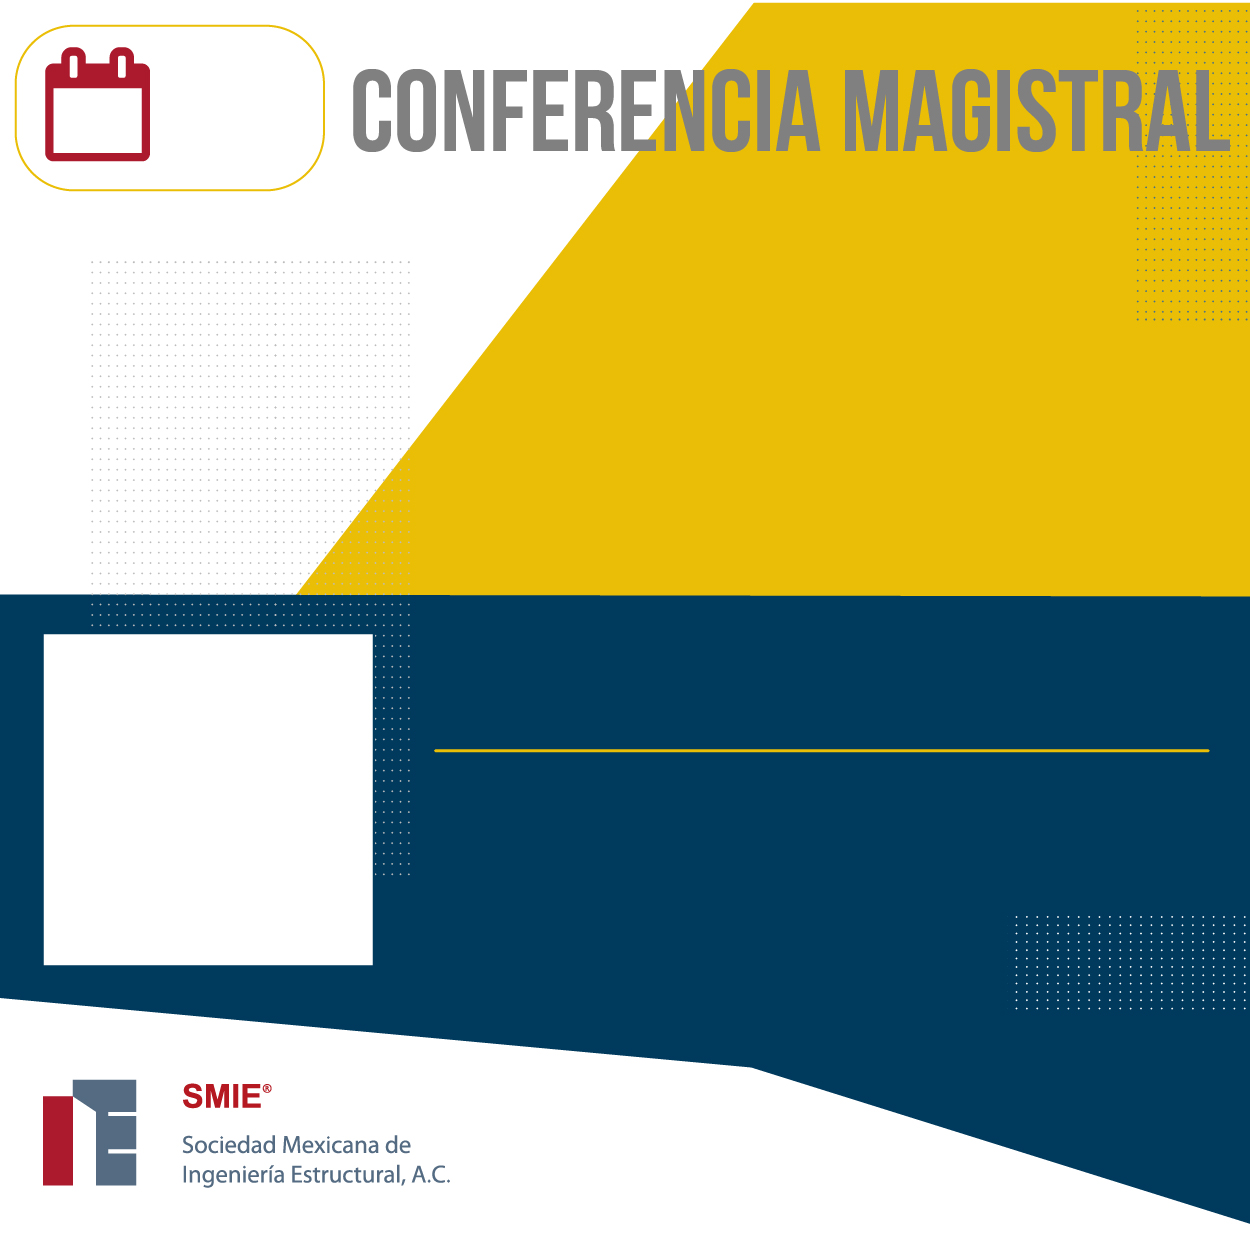 CONFERENCIA MAGISTRAL
SMIE®
Sociedad Mexicana de
Ingeniería Estructural, A.C.